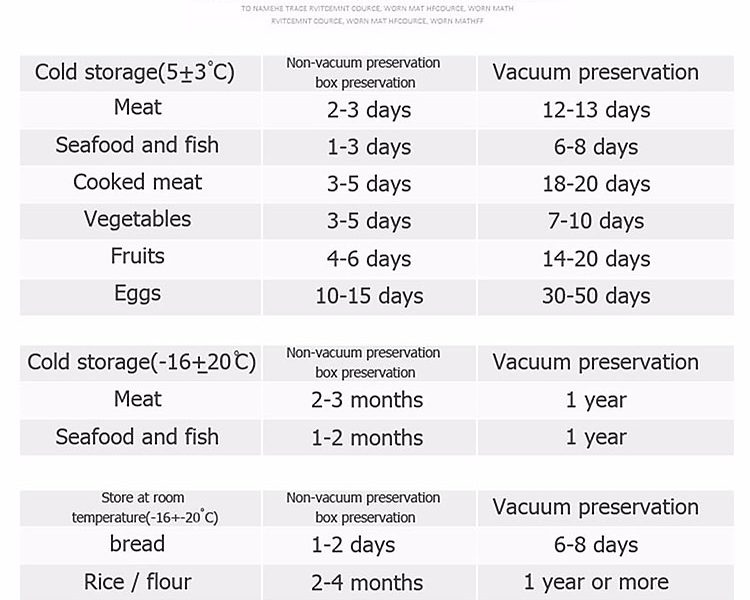 TO NAMEHE TRACE RVITCEMNT COURCE, WORN MAT HFCOURCE, WORN MATH
RVITCEMNT COURCE, WORN MAT HFCOURCE, WORN MATHFF
Cold storage(5±3°C) Non-vacuum preservation box preservation Vacuum preservation
Meat 2-3 days 12-13 days
Seafood and fish 1-3 days 6-8 days
Cooked meat 3-5 days 18-20 days
Vegetables 3-5 days 7-10 days
Fruits 4-6 days 14-20 days
Eggs 10-15 days 30-50 days
Cold storage(-16±20℃) Non-vacuum preservation box preservation Vacuum preservation
Meat 2-3 months 1 year
Seafood and fish 1-2 months 1 year
Store at room temperature(-16+-20°C) Non-vacuum preservation box preservation Vacuum preservation
bread 1-2 days 6-8 days
Rice / flour 2-4 months 1 year or more